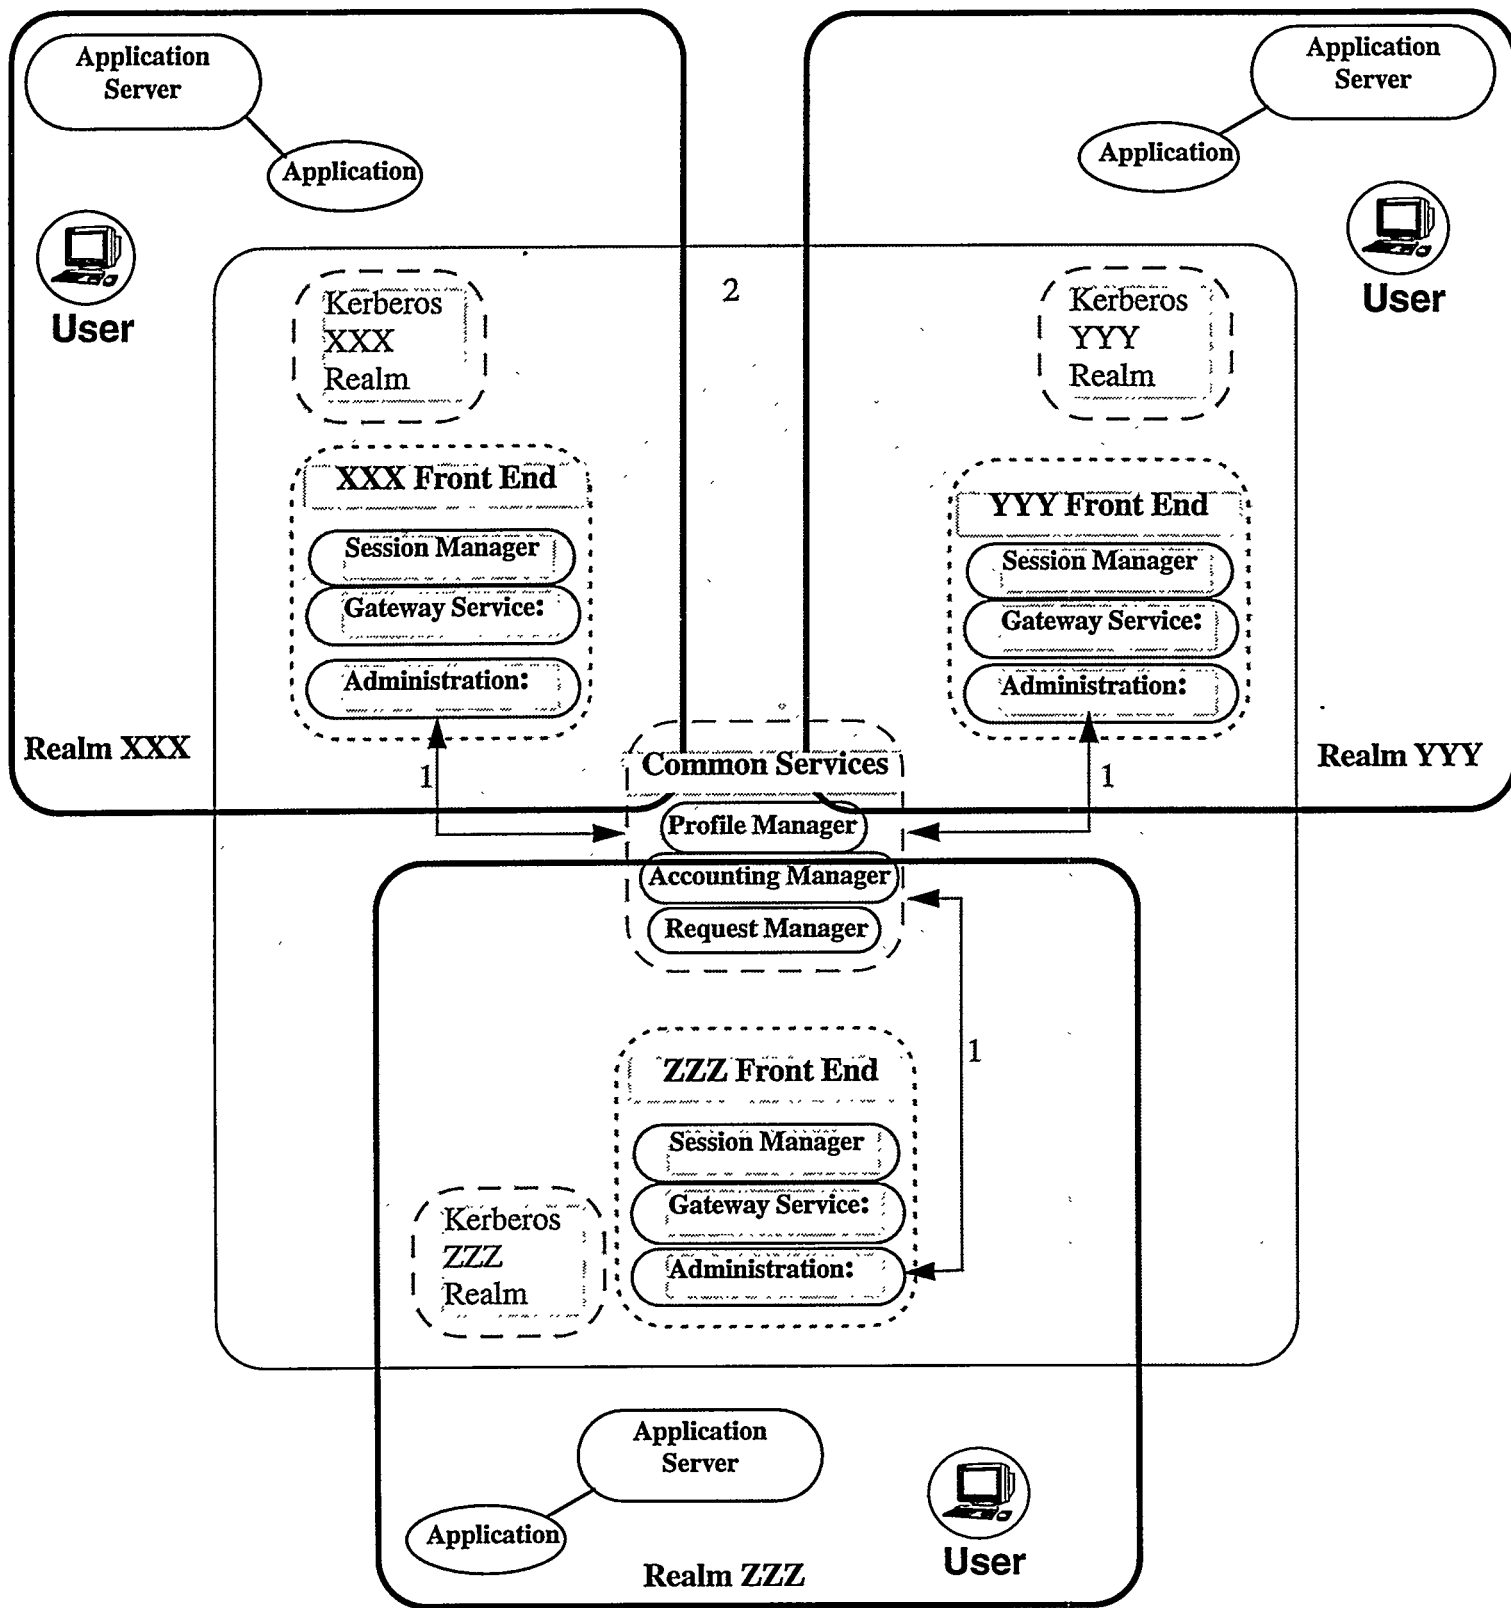 Application
Server
Application
User
Kerberos
XXX
Realm
XXX Front End
Session Manager
Gateway Service:
Administration:
Realm XXX
1
2
Application
Server
Application
User
Kerberos
YYY
Realm
YYY Front End
Session Manager
Gateway Service:
Administration:
Realm YYY
1
Common Services
Profile Manager
Accounting Manager
Request Manager
1
ZZZ Front End
Session Manager
Gateway Service:
Administration:
Kerberos
ZZZ
Realm
Application
Server
Application
User
Realm ZZZ